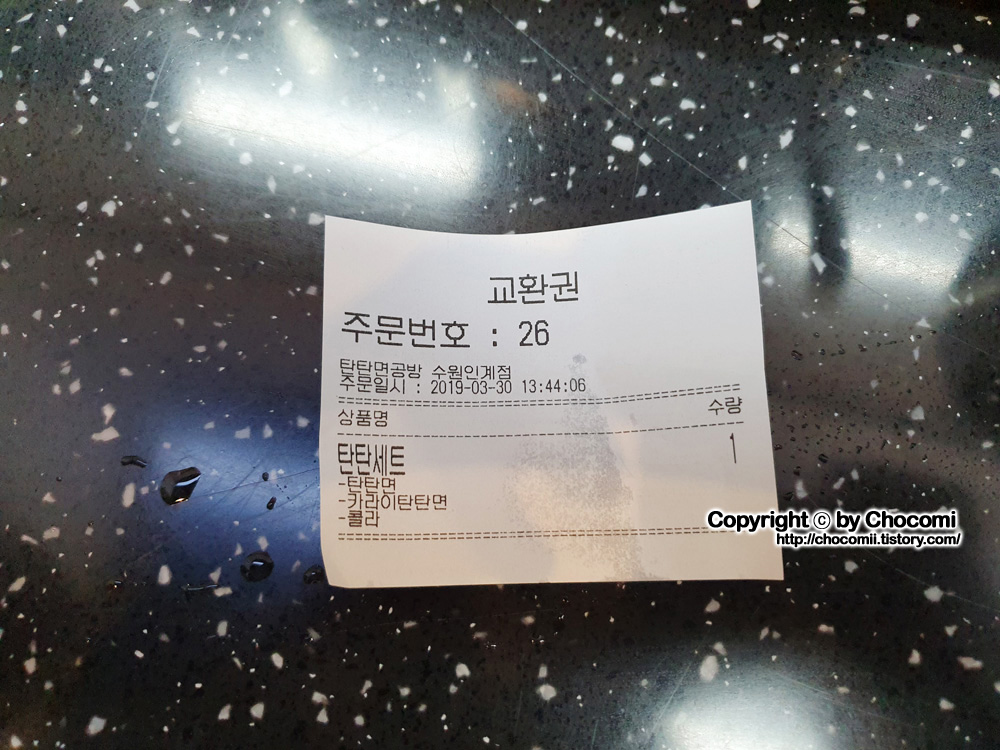 교환권
주문번호 : 26
탄탄면공방 수원인계점
주문일시 : 2019-03-30 13:44:06
상품명 수량
탄탄세트 1
-탄탄면
-카라이탄탄면
-콜라
Copyright © by Chocomi
http://chocomii.tistory.com/